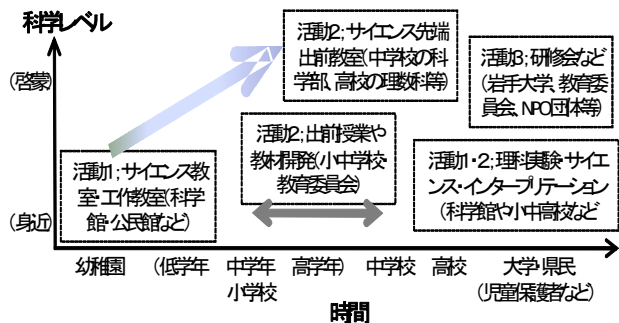 科学レベル
(啓蒙)
(身近)
活動2;サイエンス先端
出前教室(中学校の科
学部、高校の理数科等)
活動3;研修会など
(岩手大学、教育委
員会、NPO団体等)
活動2;出前授業や
教材開発(小中学校・
教育委員会)
活動1;サイエンス教
室・工作教室(科学
館・公民館など)
活動1・2;理科実験・サイエ
ンス・インタープリテーション
(科学館や小中高校など
幼稚園 (低学年 中学年 高学年) 中学校 高校 大学・県民
小学校 (児童保護者など)
時間